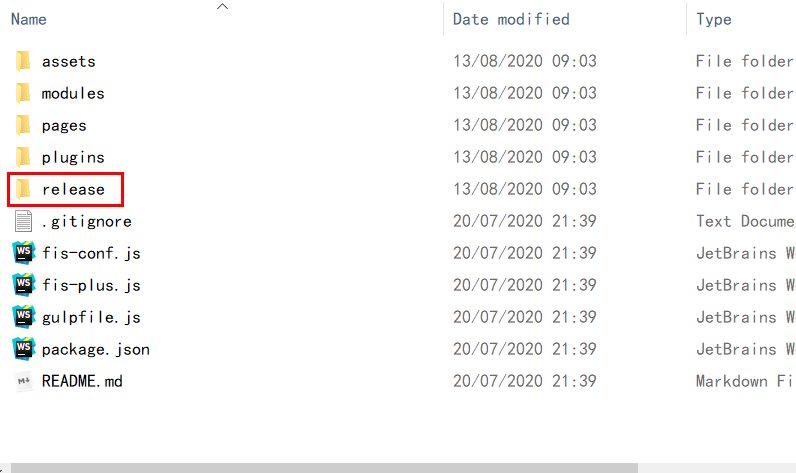 Name Date modified Type
assets 13/08/2020 09:03 File folder
modules 13/08/2020 09:03 File folder
pages 13/08/2020 09:03 File folder
plugins 13/08/2020 09:03 File folder
release 13/08/2020 09:03 File folder
.gitignore 20/07/2020 21:39 Text Docume
WS fis-conf.js 20/07/2020 21:39 JetBrains W
WS fis-plus.js 20/07/2020 21:39 JetBrains W
WS gulpfile.js 20/07/2020 21:39 JetBrains W
WS package.json 20/07/2020 21:39 JetBrains W
M↓ README.md 20/07/2020 21:39 Markdown Fi